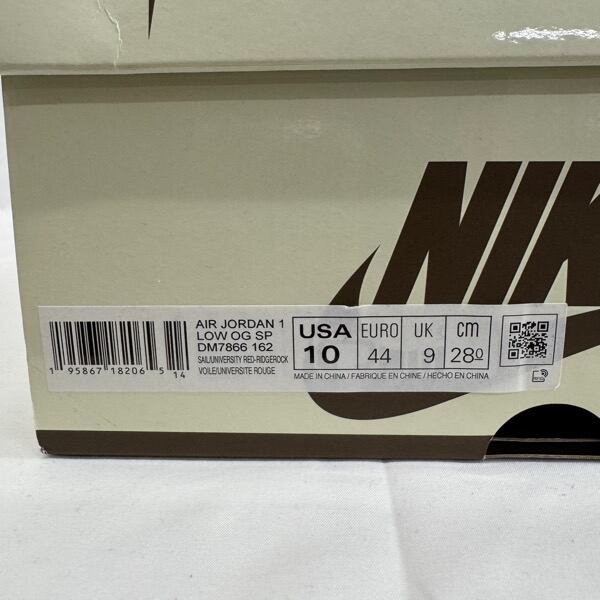 NIK
AIR JORDAN 1
LOW OG SP
DM7866 162
SAIL/UNIVERSITY RED-RIDGEROCK
VOILE/UNIVERSITE ROUGE
1 95867 18206 5 14
USA 10
EURO 44
UK 9
cm 28.0
MADE IN CHINA / FABRIQUE EN CHINE / HECHO EN CHINA